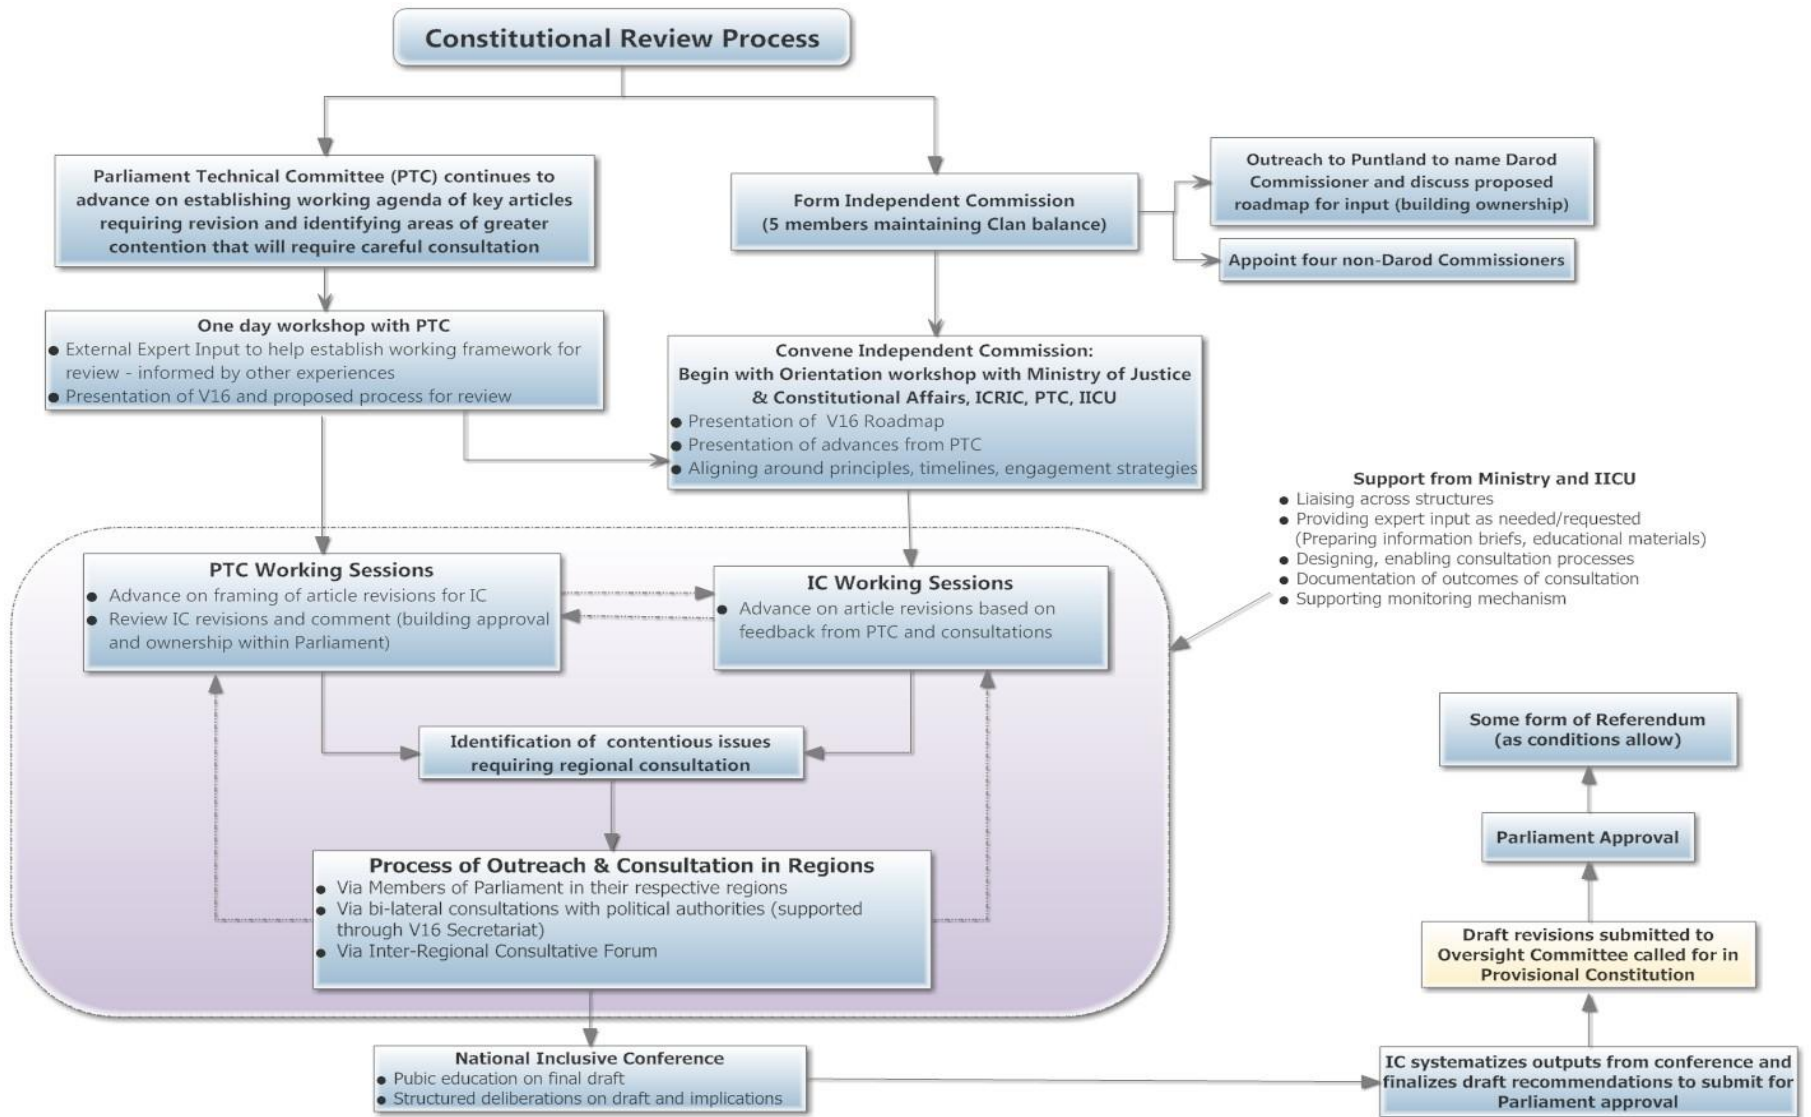 Constitutional Review Process
Parliament Technical Committee (PTC) continues to
advance on establishing working agenda of key articles
requiring revision and identifying areas of greater
contention that will require careful consultation
Form Independent Commission
(5 members maintaining Clan balance)
Outreach to Puntland to name Darod
Commissioner and discuss proposed
roadmap for input (building ownership)
Appoint four non-Darod Commissioners
One day workshop with PTC
● External Expert Input to help establish working framework for
review - informed by other experiences
● Presentation of V16 and proposed process for review
Convene Independent Commission:
Begin with Orientation workshop with Ministry of Justice
& Constitutional Affairs, ICRIC, PTC, IICU
● Presentation of V16 Roadmap
● Presentation of advances from PTC
● Aligning around principles, timelines, engagement strategies
Support from Ministry and IICU
● Liaising across structures
● Providing expert input as needed/requested
(Preparing information briefs, educational materials)
● Designing, enabling consultation processes
● Documentation of outcomes of consultation
● Supporting monitoring mechanism
PTC Working Sessions
● Advance on framing of article revisions for IC
● Review IC revisions and comment (building approval
and ownership within Parliament)
IC Working Sessions
● Advance on article revisions based on
feedback from PTC and consultations
Identification of contentious issues
requiring regional consultation
Process of Outreach & Consultation in Regions
● Via Members of Parliament in their respective regions
● Via bi-lateral consultations with political authorities (supported
through V16 Secretariat)
● Via Inter-Regional Consultative Forum
National Inclusive Conference
● Pubic education on final draft
● Structured deliberations on draft and implications
IC systematizes outputs from conference and
finalizes draft recommendations to submit for
Parliament approval
Draft revisions submitted to
Oversight Committee called for in
Provisional Constitution
Parliament Approval
Some form of Referendum
(as conditions allow)